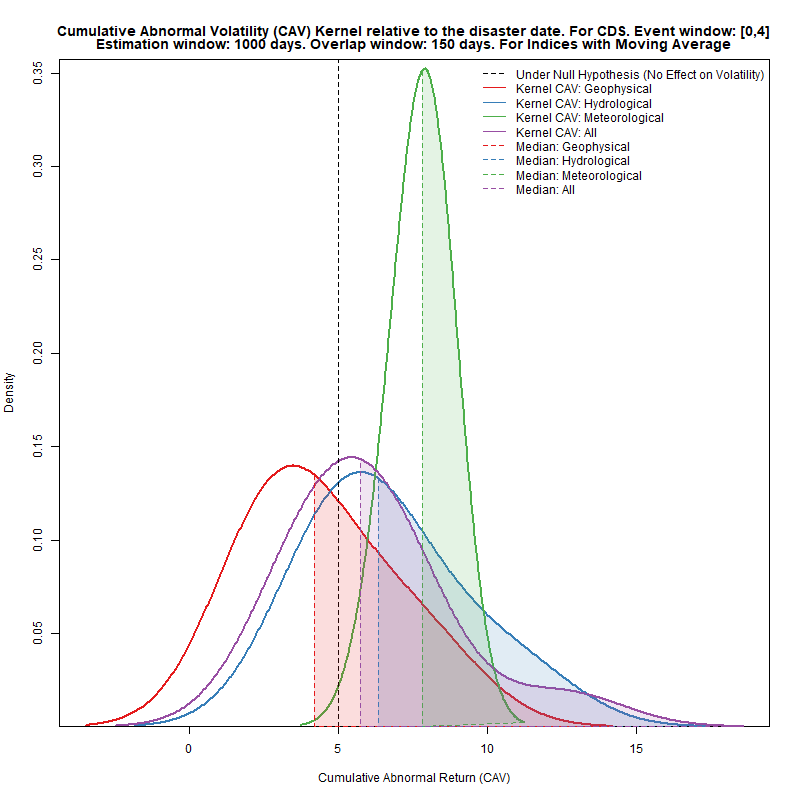 Cumulative Abnormal Volatility (CAV) Kernel relative to the disaster date. For CDS. Event window: [0,4]
Estimation window: 1000 days. Overlap window: 150 days. For Indices with Moving Average
Under Null Hypothesis (No Effect on Volatility)
Kernel CAV: Geophysical
Kernel CAV: Hydrological
Kernel CAV: Meteorological
Kernel CAV: All
Median: Geophysical
Median: Hydrological
Median: Meteorological
Median: All
Density
0.35
0.30
0.25
0.20
0.15
0.10
0.05
0
5
10
15
Cumulative Abnormal Return (CAV)